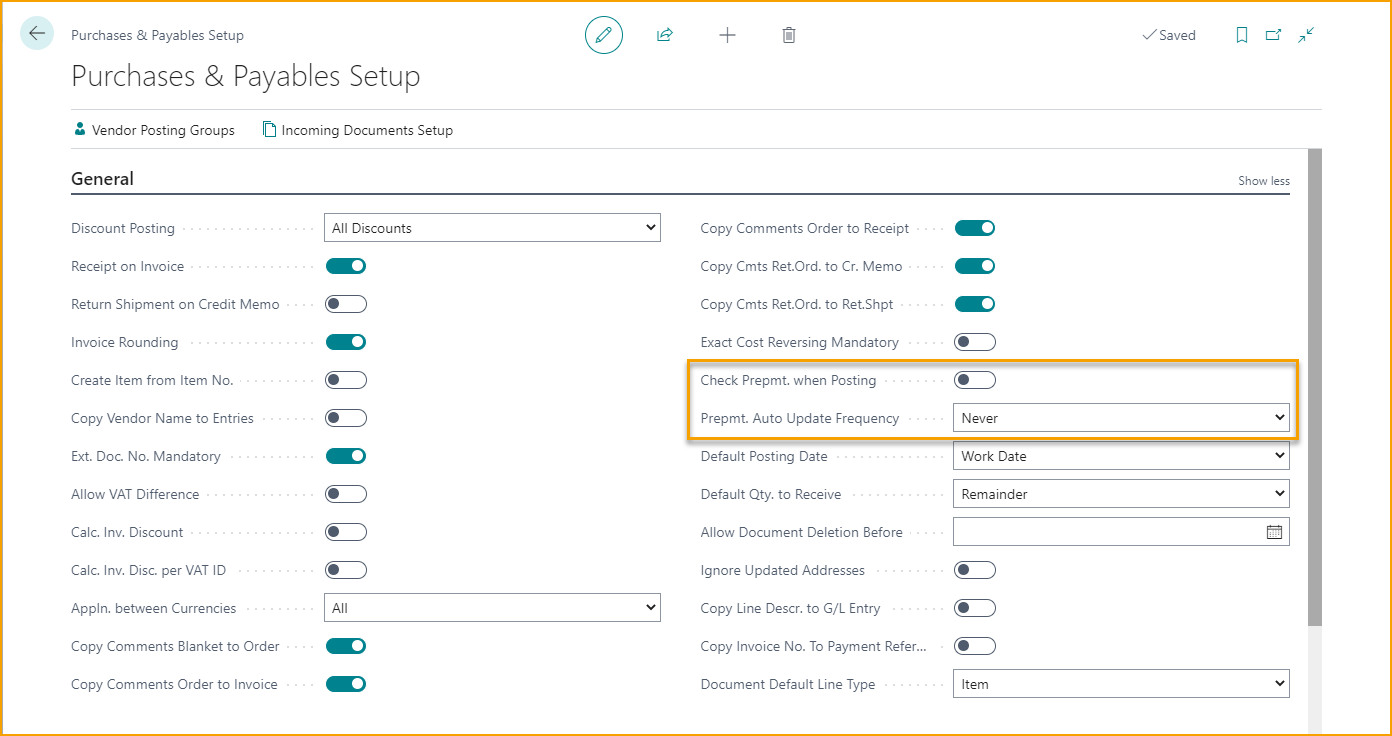 Purchases & Payables Setup
Saved
Purchases & Payables Setup
Vendor Posting Groups
Incoming Documents Setup
General
Show less
Discount Posting
All Discounts
Receipt on Invoice
Return Shipment on Credit Memo
Invoice Rounding
Create Item from Item No.
Copy Vendor Name to Entries
Ext. Doc. No. Mandatory
Allow VAT Difference
Calc. Inv. Discount
Calc. Inv. Disc. per VAT ID
Appln. between Currencies
All
Copy Comments Blanket to Order
Copy Comments Order to Invoice
Copy Comments Order to Receipt
Copy Cmts Ret.Ord. to Cr. Memo
Copy Cmts Ret.Ord. to Ret.Shpt
Exact Cost Reversing Mandatory
Check Prepmt. when Posting
Prepmt. Auto Update Frequency
Never
Default Posting Date
Work Date
Default Qty. to Receive
Remainder
Allow Document Deletion Before
Ignore Updated Addresses
Copy Line Descr. to G/L Entry
Copy Invoice No. To Payment Refer...
Document Default Line Type
Item